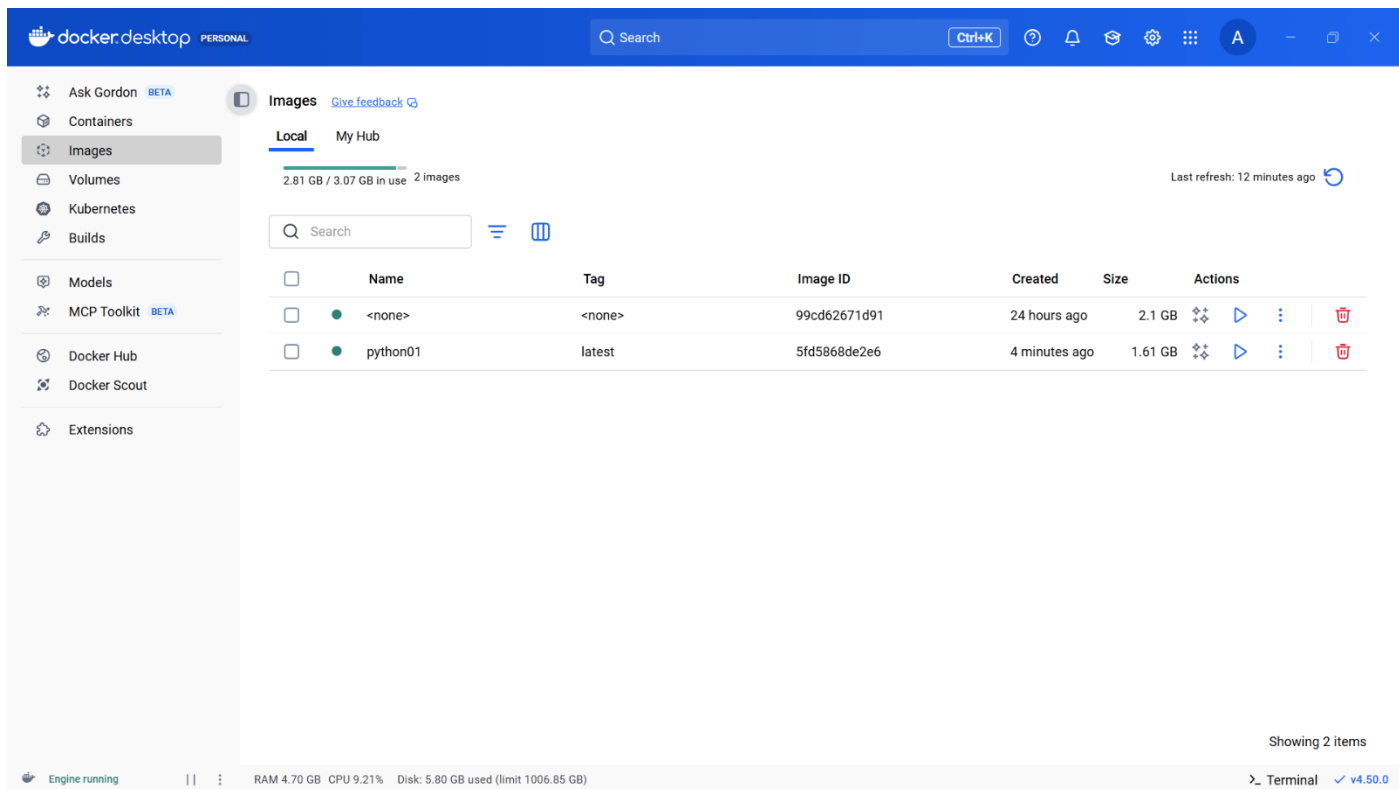 docker.desktop PERSONAL Search Ctrl+K A
Ask Gordon BETA
Containers
Images
Volumes
Kubernetes
Builds
Models
MCP Toolkit BETA
Docker Hub
Docker Scout
Extensions
Images Give feedback
Local My Hub
2.81 GB / 3.07 GB in use 2 images Last refresh: 12 minutes ago
Search
Name Tag Image ID Created Size Actions
<none> <none> 99cd62671d91 24 hours ago 2.1 GB
python01 latest 5fd5868de2e6 4 minutes ago 1.61 GB
Showing 2 items
Engine running RAM 4.70 GB CPU 9.21% Disk: 5.80 GB used (limit 1006.85 GB) Terminal v4.50.0